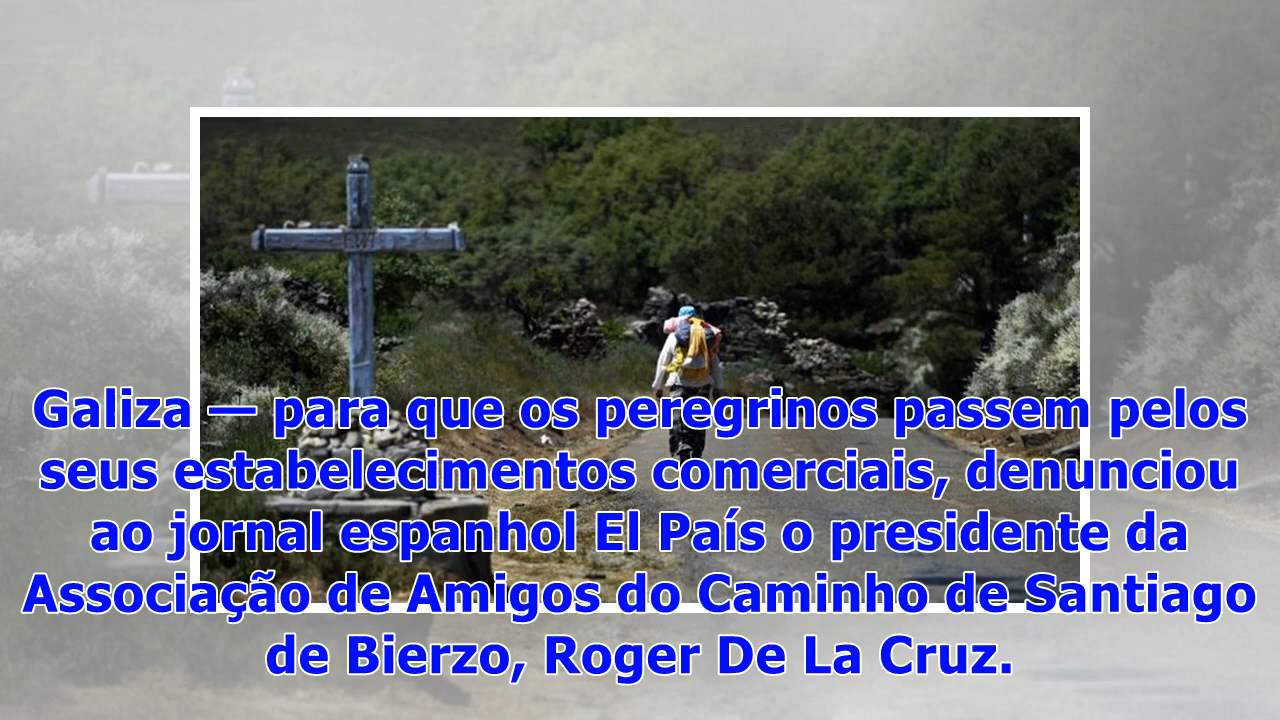 Galiza — para que os peregrinos passem pelos
seus estabelecimentos comerciais, denunciou
ao jornal espanhol El País o presidente da
Associação de Amigos do Caminho de Santiago
de Bierzo, Roger De La Cruz.